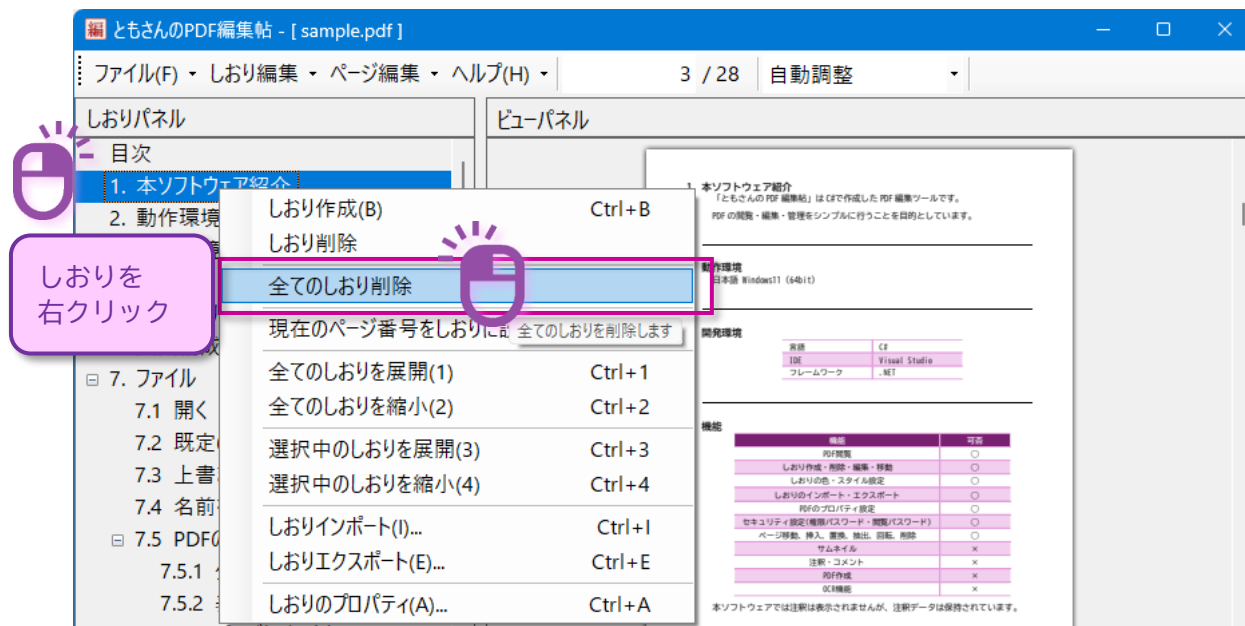 編 ともさんのPDF編集帖 - [ sample.pdf ]
ファイル(F) しおり編集 ページ編集 ヘルプ(H) 3 / 28 自動調整
しおりパネル
目次
1. 本ソフトウェア紹介
2. 動作環境
しおりを
右クリック
7. ファイル
7.1 開く
7.2 既定
7.3 上書
7.4 名前
7.5 PDFの
7.5.1
7.5.2
しおり作成(B) Ctrl+B
しおり削除
全てのしおり削除
現在のページ番号をしおりに
全てのしおりを削除します
全てのしおりを展開(1) Ctrl+1
全てのしおりを縮小(2) Ctrl+2
選択中のしおりを展開(3) Ctrl+3
選択中のしおりを縮小(4) Ctrl+4
しおりインポート(I)... Ctrl+I
しおりエクスポート(E)... Ctrl+E
しおりのプロパティ(A)... Ctrl+A
ビューパネル
1. 本ソフトウェア紹介
「ともさんの PDF 編集帖」は C#で作成した PDF 編集ツールです。
PDF の閲覧・編集・管理をシンプルに行うことを目的としています。
動作環境
日本語 Windows11 (64bit)
開発環境
言語 C#
IDE Visual Studio
フレームワーク .NET
機能
機能 可否
PDF閲覧 ○
しおり作成・削除・編集・移動 ○
しおりの色・スタイル設定 ○
しおりのインポート・エクスポート ○
PDFのプロパティ設定 ○
セキュリティ設定(権限パスワード・閲覧パスワード) ○
ページ移動、挿入、置換、抽出、回転、削除 ○
サムネイル ×
注釈・コメント ×
PDF作成 ×
OCR機能 ×
本ソフトウェアでは注釈は表示されませんが、注釈データは保持されています。